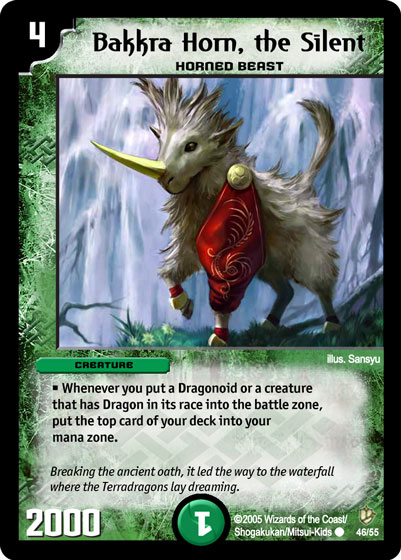 4
Bakkra Horn, the Silent
HORNED BEAST
illus. Sansyu
CREATURE
▪ Whenever you put a Dragonoid or a creature
that has Dragon in its race into the battle zone,
put the top card of your deck into your
mana zone.
Breaking the ancient oath, it led the way to the waterfall
where the Terradragons lay dreaming.
2000
1
©2005 Wizards of the Coast/
Shogakukan/Mitsui-Kids
46/55